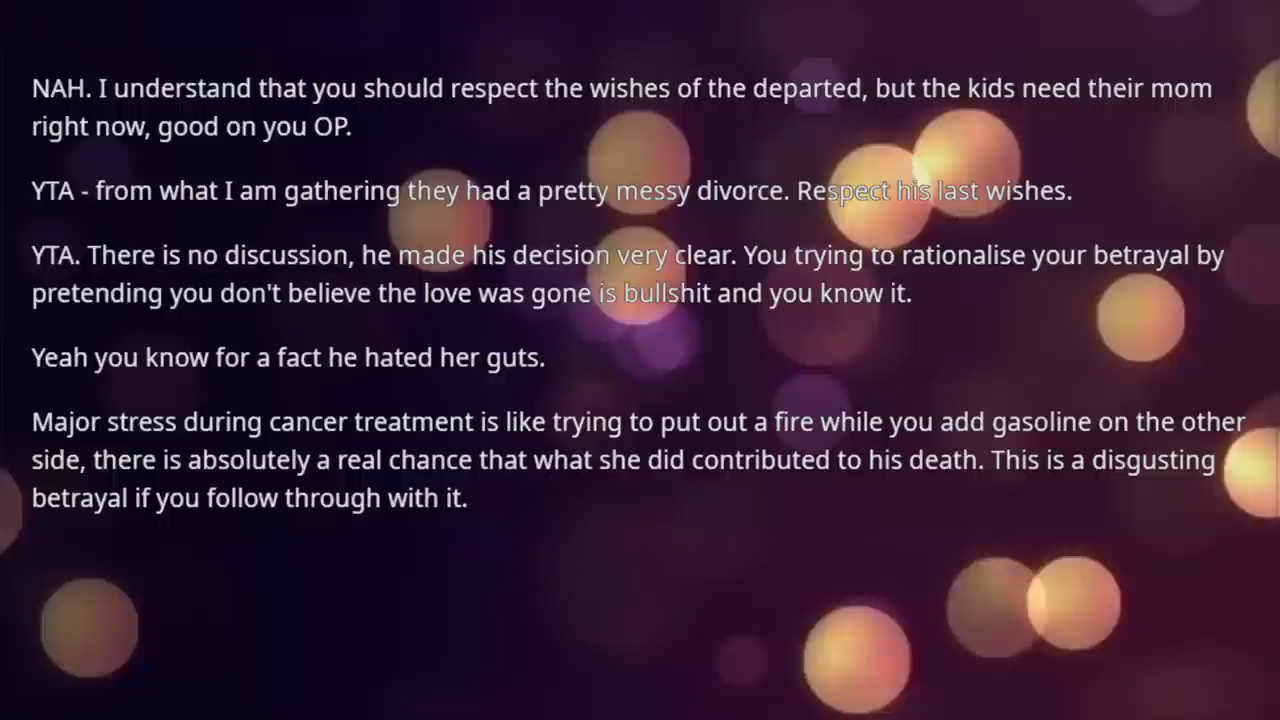 NAH. I understand that you should respect the wishes of the departed, but the kids need their mom
right now, good on you OP.
YTA - from what I am gathering they had a pretty messy divorce. Respect his last wishes.
YTA. There is no discussion, he made his decision very clear. You trying to rationalise your betrayal by
pretending you don't believe the love was gone is bullshit and you know it.
Yeah you know for a fact he hated her guts.
Major stress during cancer treatment is like trying to put out a fire while you add gasoline on the other
side, there is absolutely a real chance that what she did contributed to his death. This is a disgusting
betrayal if you follow through with it.